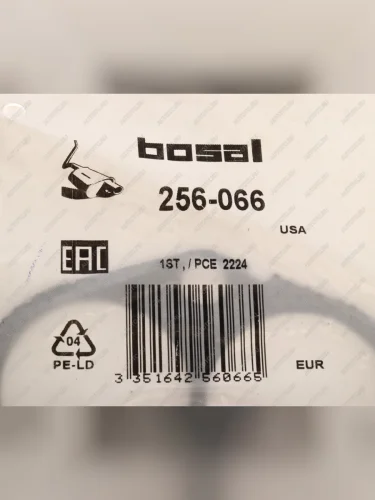 bosal
256-066
USA
EAC
1ST,/PCE 2224
04
PE-LD
3 351642 560665
EUR